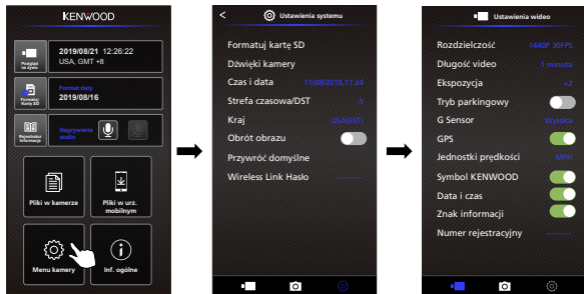 KENWOOD
Podgląd na żywo
2019/08/21 12:26:22
USA, GMT +8
Formatuj Kartę SD
Format daty
2019/08/16
Rejestrator Informacje
Nagrywanie audio
Pliki w kamerze
Pliki w urz. mobilnym
Menu kamery
Inf. ogólne
< Ustawienia systemu
Formatuj kartę SD
Dźwięki kamery
Czas i data 11/08/2018,11:24
Strefa czasowa/DST -5
Kraj USA(EST)
Obrót obrazu
Przywróć domyślne
Wireless Link Hasło
Ustawienia wideo
Rozdzielczość 1440P 30FPS
Długość video 1 minuta
Ekspozycja +2
Tryb parkingowy
G Sensor Wysoka
GPS
Jednostki prędkości MPH
Symbol KENWOOD
Data i czas
Znak informacji
Numer rejestracyjny